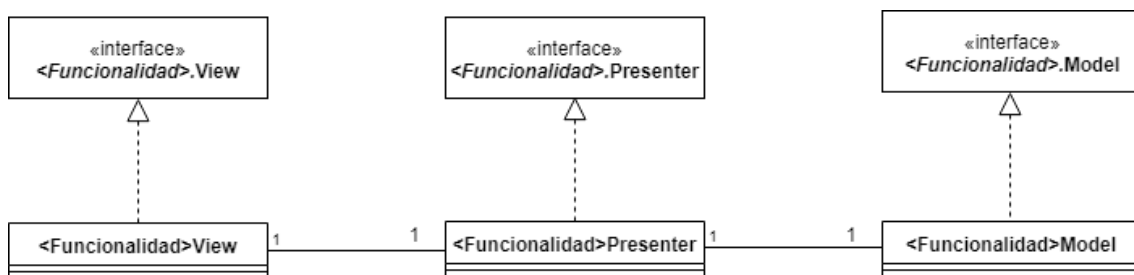 «interface»
<Funcionalidad>.View
«interface»
<Funcionalidad>.Presenter
«interface»
<Funcionalidad>.Model
<Funcionalidad>View
1
1
<Funcionalidad>Presenter
1
1
<Funcionalidad>Model